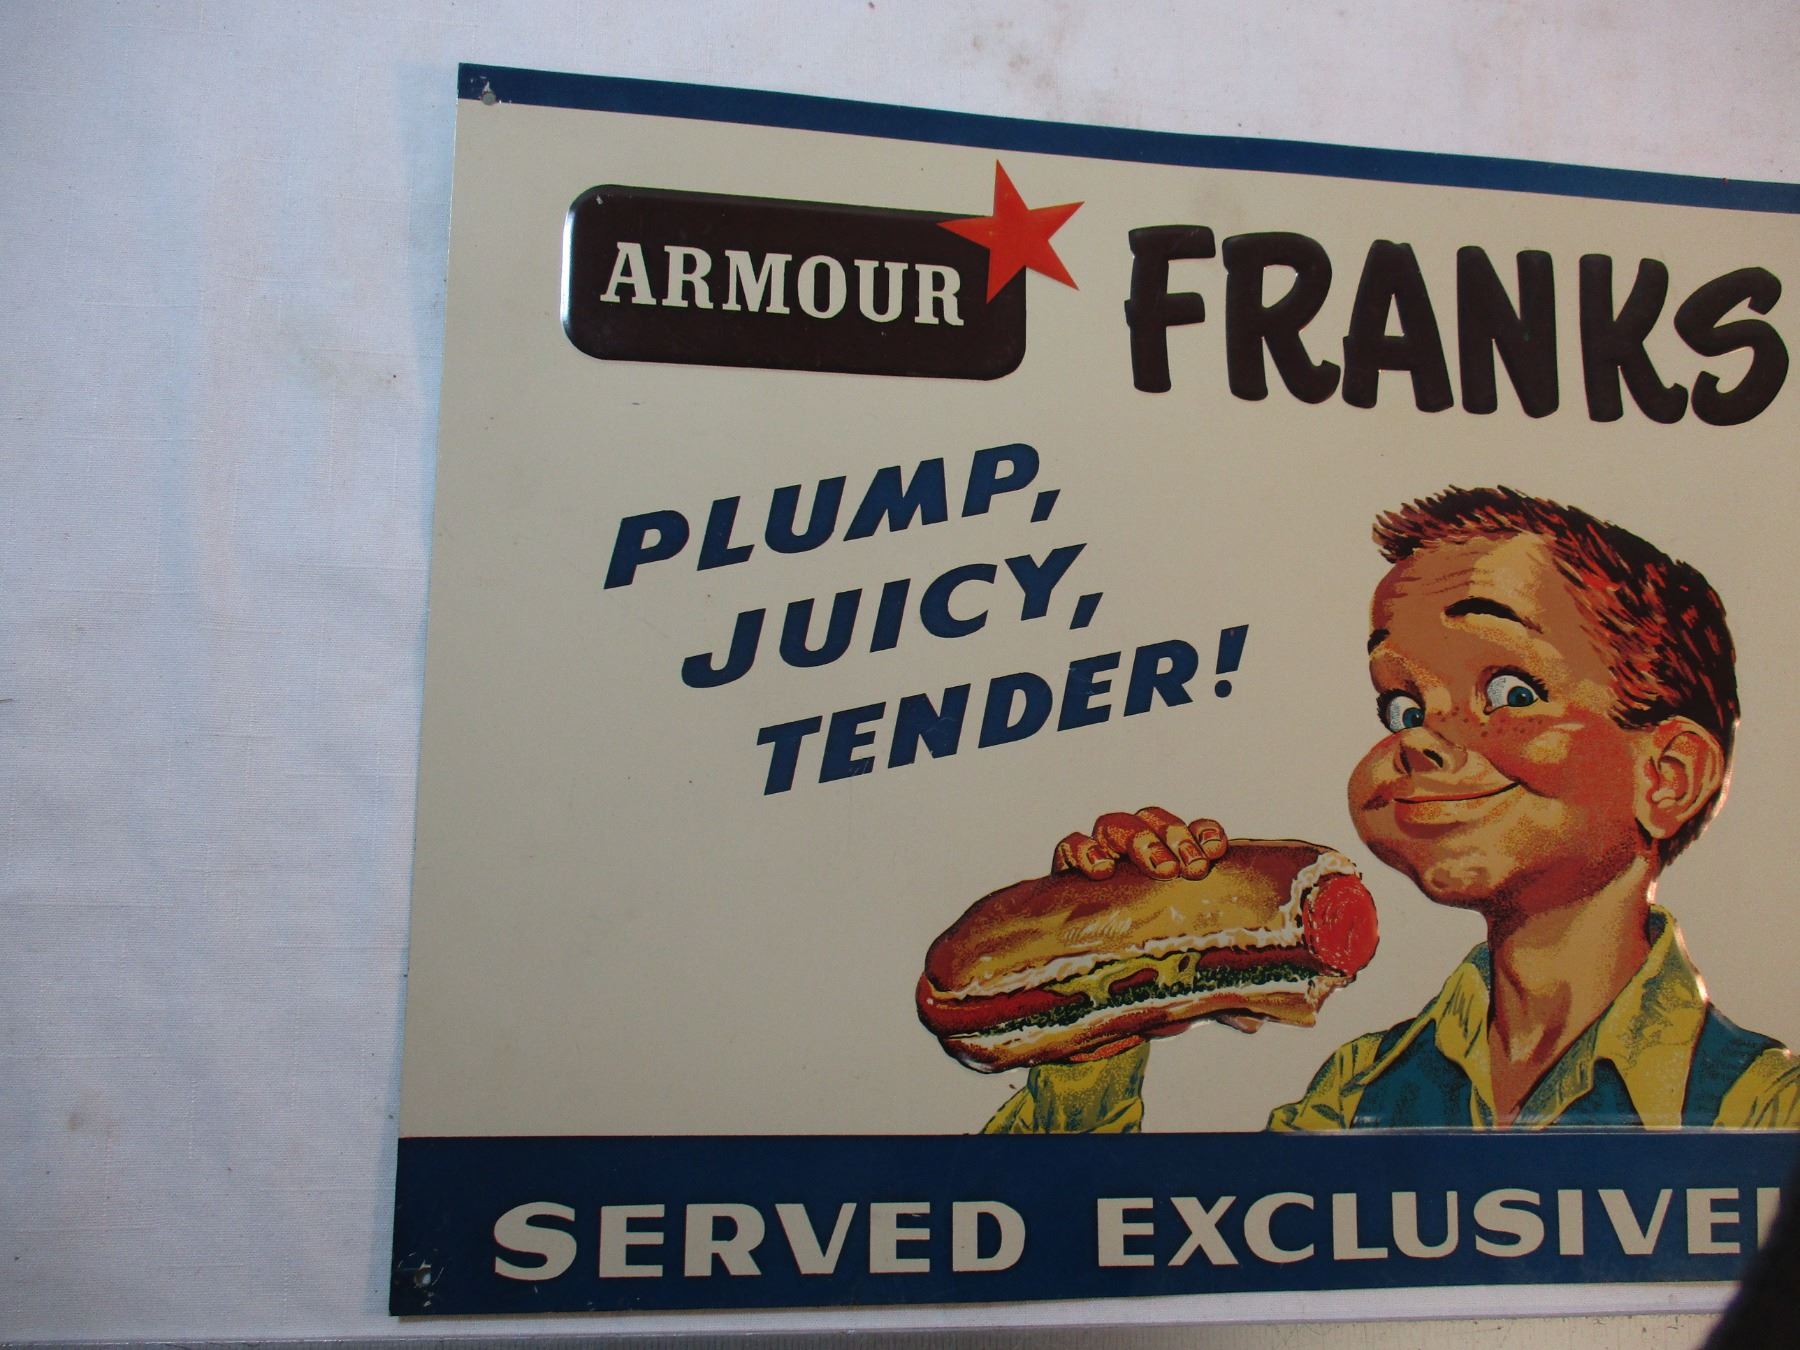 ARMOUR FRANKS
PLUMP,
JUICY,
TENDER!
SERVED EXCLUSIVE